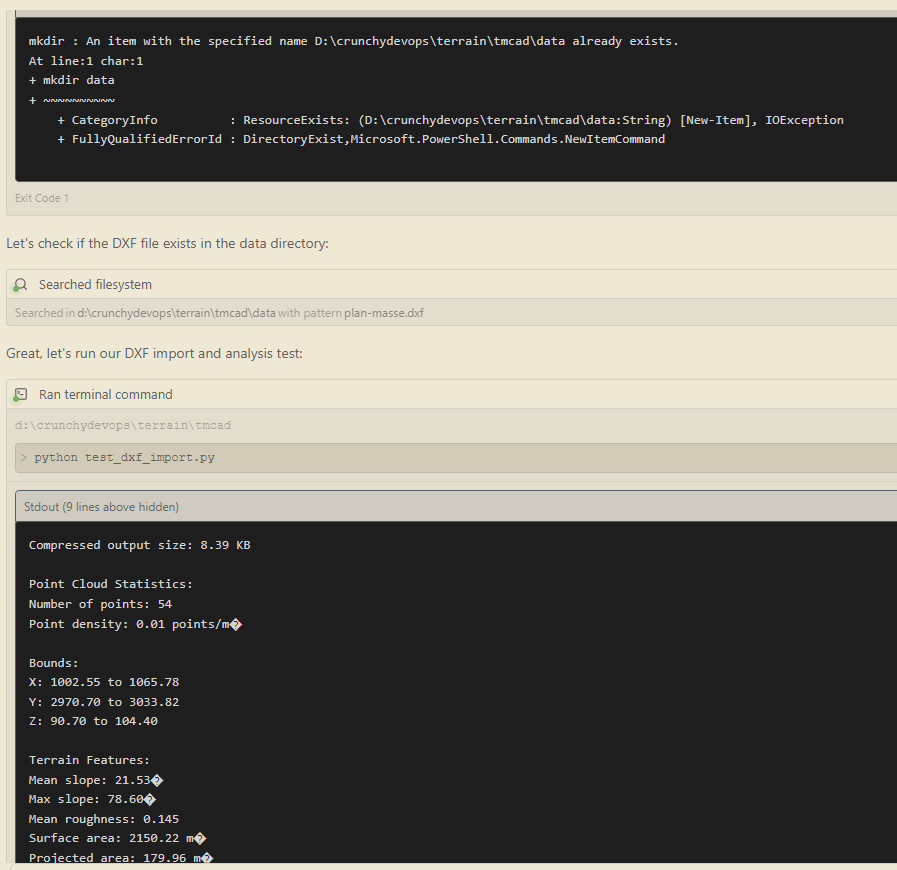 mkdir : An item with the specified name D:\crunchydevops\terrain\tmcad\data already exists.
At line:1 char:1
+ mkdir data
+ ~~~~~~~~~~
    + CategoryInfo          : ResourceExists: (D:\crunchydevops\terrain\tmcad\data:String) [New-Item], IOException
    + FullyQualifiedErrorId : DirectoryExist,Microsoft.PowerShell.Commands.NewItemCommand
Exit Code 1
Let's check if the DXF file exists in the data directory:
Searched filesystem
Searched in d:\crunchydevops\terrain\tmcad\data with pattern plan-masse.dxf
Great, let's run our DXF import and analysis test:
Ran terminal command
d:\crunchydevops\terrain\tmcad
> python test_dxf_import.py
Stdout (9 lines above hidden)
Compressed output size: 8.39 KB
Point Cloud Statistics:
Number of points: 54
Point density: 0.01 points/m�
Bounds:
X: 1002.55 to 1065.78
Y: 2970.70 to 3033.82
Z: 90.70 to 104.40
Terrain Features:
Mean slope: 21.53�
Max slope: 78.60�
Mean roughness: 0.145
Surface area: 2150.22 m�
Projected area: 179.96 m�